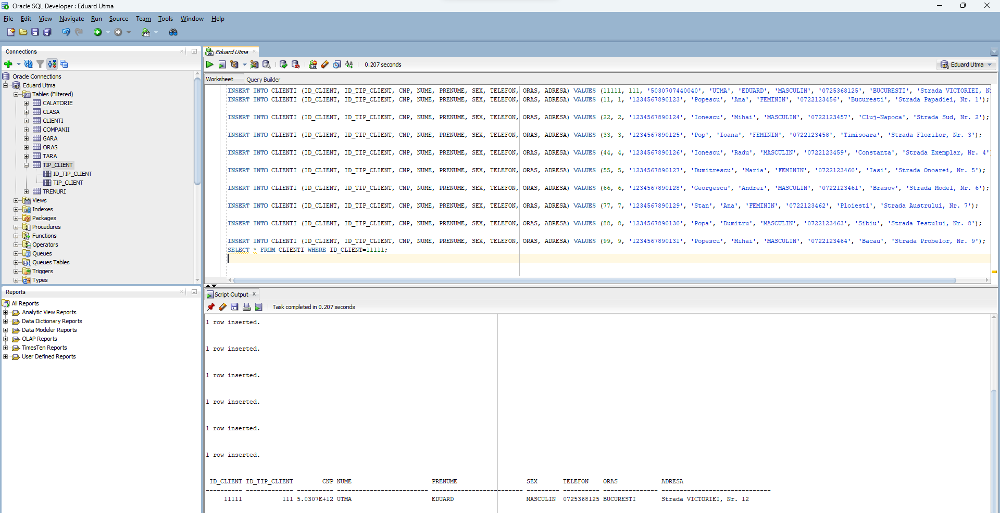 Oracle SQL Developer : Eduard Utma
File Edit View Navigate Run Source Team Tools Window Help
Connections
Oracle Connections
Eduard Utma
Tables (Filtered)
CALATORIE
CLASA
CLIENTI
COMPANII
GARA
ORAS
TARA
TIP_CLIENT
ID_TIP_CLIENT
TIP_CLIENT
TRENURI
Views
Indexes
Packages
Procedures
Functions
Operators
Queues
Queues Tables
Triggers
Types
Reports
All Reports
Analytic View Reports
Data Dictionary Reports
Data Modeler Reports
OLAP Reports
TimesTen Reports
User Defined Reports
Eduard Utma
0.207 seconds
Eduard Utma
Worksheet Query Builder
INSERT INTO CLIENTI (ID_CLIENT, ID_TIP_CLIENT, CNP, NUME, PRENUME, SEX, TELEFON, ORAS, ADRESA) VALUES (11111, 111, '5030707440040', 'UTMA', 'EDUARD', 'MASCULIN', '0725368125', 'BUCURESTI', 'Strada VICTORIEI, N
INSERT INTO CLIENTI (ID_CLIENT, ID_TIP_CLIENT, CNP, NUME, PRENUME, SEX, TELEFON, ORAS, ADRESA) VALUES (11, 1, '1234567890123', 'Popescu', 'Ana', 'FEMININ', '0722123456', 'Bucuresti', 'Strada Papadiei, Nr. 1');
INSERT INTO CLIENTI (ID_CLIENT, ID_TIP_CLIENT, CNP, NUME, PRENUME, SEX, TELEFON, ORAS, ADRESA) VALUES (22, 2, '1234567890124', 'Ionescu', 'Mihai', 'MASCULIN', '0722123457', 'Cluj-Napoca', 'Strada Sud, Nr. 2');
INSERT INTO CLIENTI (ID_CLIENT, ID_TIP_CLIENT, CNP, NUME, PRENUME, SEX, TELEFON, ORAS, ADRESA) VALUES (33, 3, '1234567890125', 'Pop', 'Ioana', 'FEMININ', '0722123458', 'Timisoara', 'Strada Florilor, Nr. 3');
INSERT INTO CLIENTI (ID_CLIENT, ID_TIP_CLIENT, CNP, NUME, PRENUME, SEX, TELEFON, ORAS, ADRESA) VALUES (44, 4, '1234567890126', 'Ionescu', 'Radu', 'MASCULIN', '0722123459', 'Constanta', 'Strada Exemplar, Nr. 4'
INSERT INTO CLIENTI (ID_CLIENT, ID_TIP_CLIENT, CNP, NUME, PRENUME, SEX, TELEFON, ORAS, ADRESA) VALUES (55, 5, '1234567890127', 'Dumitrescu', 'Maria', 'FEMININ', '0722123460', 'Iasi', 'Strada Onoarei, Nr. 5');
INSERT INTO CLIENTI (ID_CLIENT, ID_TIP_CLIENT, CNP, NUME, PRENUME, SEX, TELEFON, ORAS, ADRESA) VALUES (66, 6, '1234567890128', 'Georgescu', 'Andrei', 'MASCULIN', '0722123461', 'Brasov', 'Strada Model, Nr. 6');
INSERT INTO CLIENTI (ID_CLIENT, ID_TIP_CLIENT, CNP, NUME, PRENUME, SEX, TELEFON, ORAS, ADRESA) VALUES (77, 7, '1234567890129', 'Stan', 'Ana', 'FEMININ', '0722123462', 'Ploiesti', 'Strada Austrului, Nr. 7');
INSERT INTO CLIENTI (ID_CLIENT, ID_TIP_CLIENT, CNP, NUME, PRENUME, SEX, TELEFON, ORAS, ADRESA) VALUES (88, 8, '1234567890130', 'Popa', 'Dumitru', 'MASCULIN', '0722123463', 'Sibiu', 'Strada Testului, Nr. 8');
INSERT INTO CLIENTI (ID_CLIENT, ID_TIP_CLIENT, CNP, NUME, PRENUME, SEX, TELEFON, ORAS, ADRESA) VALUES (99, 9, '1234567890131', 'Popescu', 'Mihai', 'MASCULIN', '0722123464', 'Bacau', 'Strada Probelor, Nr. 9');
SELECT * FROM CLIENTI WHERE ID_CLIENT=11111;
Script Output
Task completed in 0.207 seconds
1 row inserted.
1 row inserted.
1 row inserted.
1 row inserted.
1 row inserted.
1 row inserted.
ID_CLIENT ID_TIP_CLIENT CNP NUME PRENUME SEX TELEFON ORAS ADRESA
11111 111 5.0307E+12 UTMA EDUARD MASCULIN 0725368125 BUCURESTI Strada VICTORIEI, Nr. 12